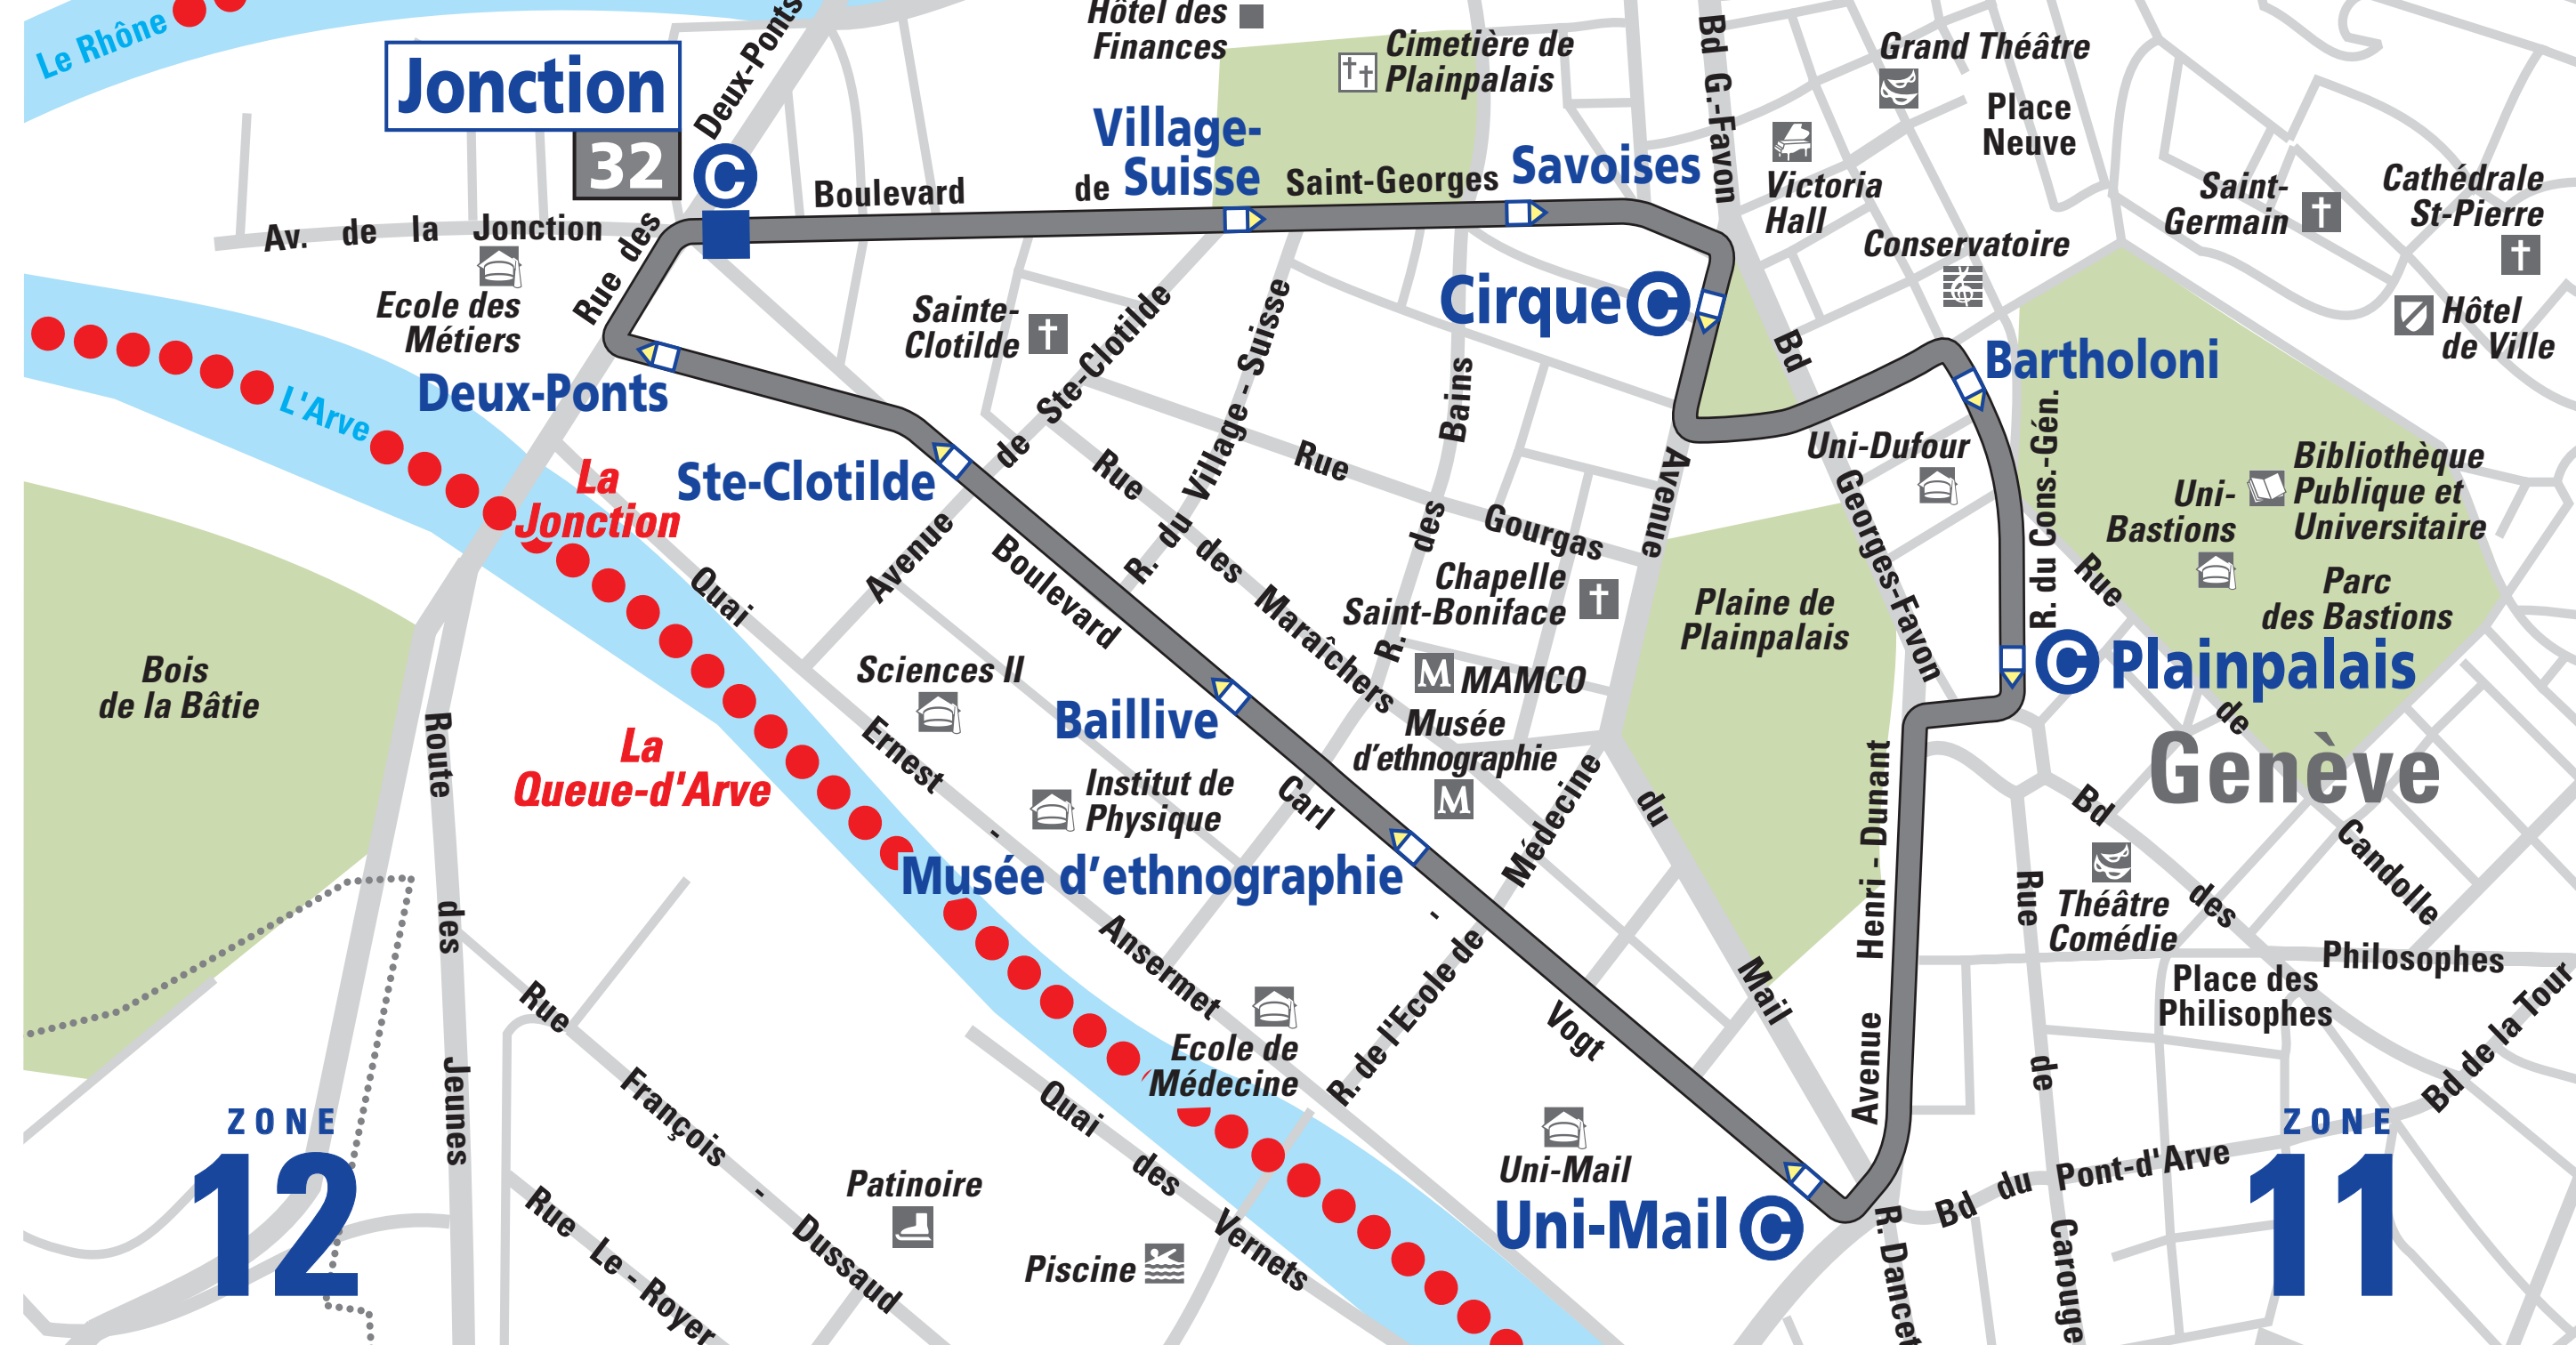 Le Rhône
Jonction
32
C
Deux-Ponts
Rue des
Hôtel des
Finances
Cimetière de
Plainpalais
Bd G.-Favon
Grand Théâtre
Place
Neuve
Victoria
Hall
Conservatoire
Saint-
Germain
Cathédrale
St-Pierre
Hôtel
de Ville
Village-
Suisse
Savoises
Boulevard de Saint-Georges
Av. de la Jonction
Ecole des
Métiers
Deux-Ponts
Sainte-
Clotilde
Avenue de Ste-Clotilde
R. du Village - Suisse
R. des Bains
Cirque C
Bartholoni
Bd Georges-Favon
Uni-Dufour
R. du Cons.-Gén.
Uni-
Bastions
Bibliothèque
Publique et
Universitaire
Parc
des Bastions
L'Arve
La
Jonction
Ste-Clotilde
Rue des Maraîchers
Rue Gourgas
Avenue du Mail
Chapelle
Saint-Boniface
M MAMCO
Musée
d'ethnographie
M
Plaine de
Plainpalais
C Plainpalais
Rue de Candolle
Genève
Bois
de la Bâtie
La
Queue-d'Arve
Quai Ernest - Ansermet
Sciences II
Baillive
Institut de
Physique
Musée d'ethnographie
Boulevard Carl - Vogt
R. de l'Ecole de Médecine
Avenue Henri - Dunant
Théâtre
Comédie
Bd des Philosophes
Place des
Philisophes
Rue de Carouge
Bd de la Tour
Route des Jeunes
Rue François - Dussaud
Rue Le - Royer
Ecole de
Médecine
Quai des Vernets
Patinoire
Piscine
Uni-Mail
Uni-Mail C
R. Dancet
Bd du Pont-d'Arve
ZONE
12
ZONE
11